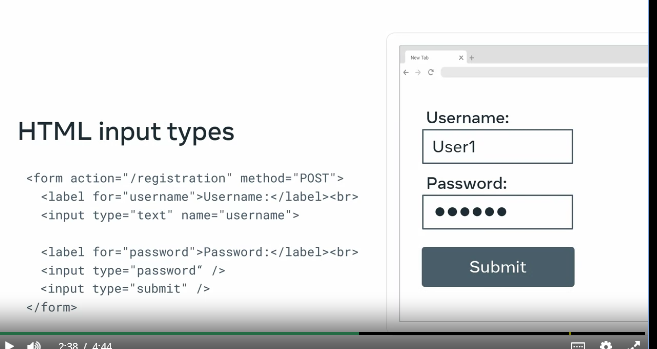 New Tab
HTML input types
<form action="/registration" method="POST">
<label for="username">Username:</label><br>
<input type="text" name="username">
<label for="password">Password:</label><br>
<input type="password“ />
<input type="submit" />
</form>
Username:
User1
Password:
Submit
2:38 / 4:44